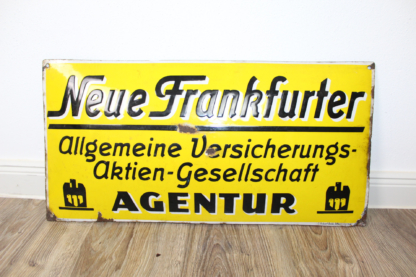 Neue Frankfurter
Allgemeine Versicherungs-
Aktien-Gesellschaft
AGENTUR